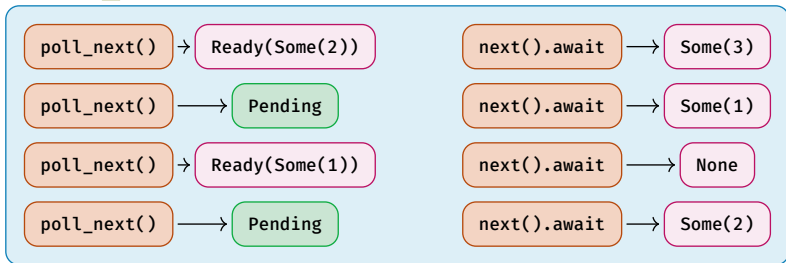 poll_next() → Ready(Some(2)) next().await → Some(3)
poll_next() → Pending next().await → Some(1)
poll_next() → Ready(Some(1)) next().await → None
poll_next() → Pending next().await → Some(2)